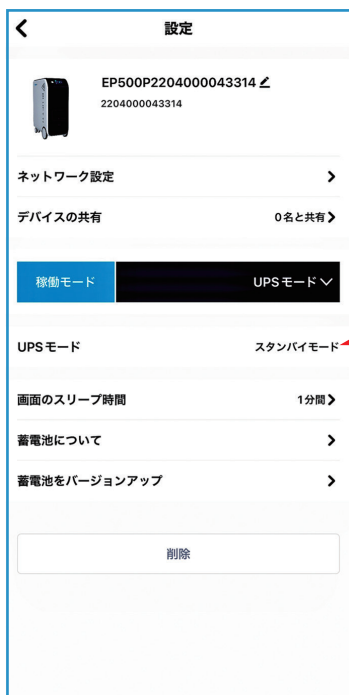 設定
EP500P2204000043314
2204000043314
ネットワーク設定
デバイスの共有 0名と共有
稼働モード UPSモード
UPSモード スタンバイモード
画面のスリープ時間 1分間
蓄電池について
蓄電池をバージョンアップ
削除